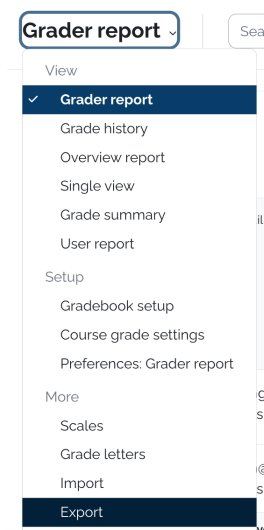 Grader report
Sea
View
Grader report
Grade history
Overview report
Single view
Grade summary
User report
Setup
Gradebook setup
Course grade settings
Preferences: Grader report
More
Scales
Grade letters
Import
Export